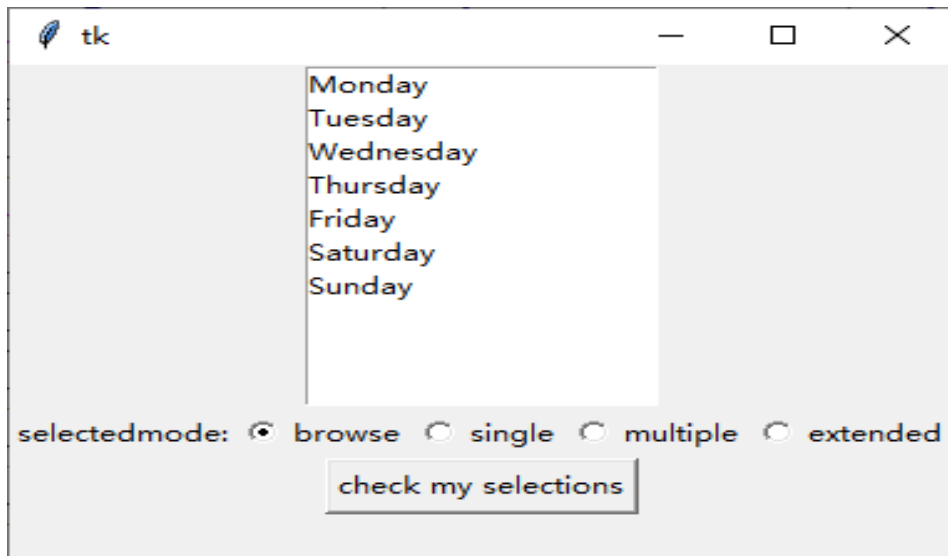 tk
Monday
Tuesday
Wednesday
Thursday
Friday
Saturday
Sunday
selectedmode: browse single multiple extended
check my selections